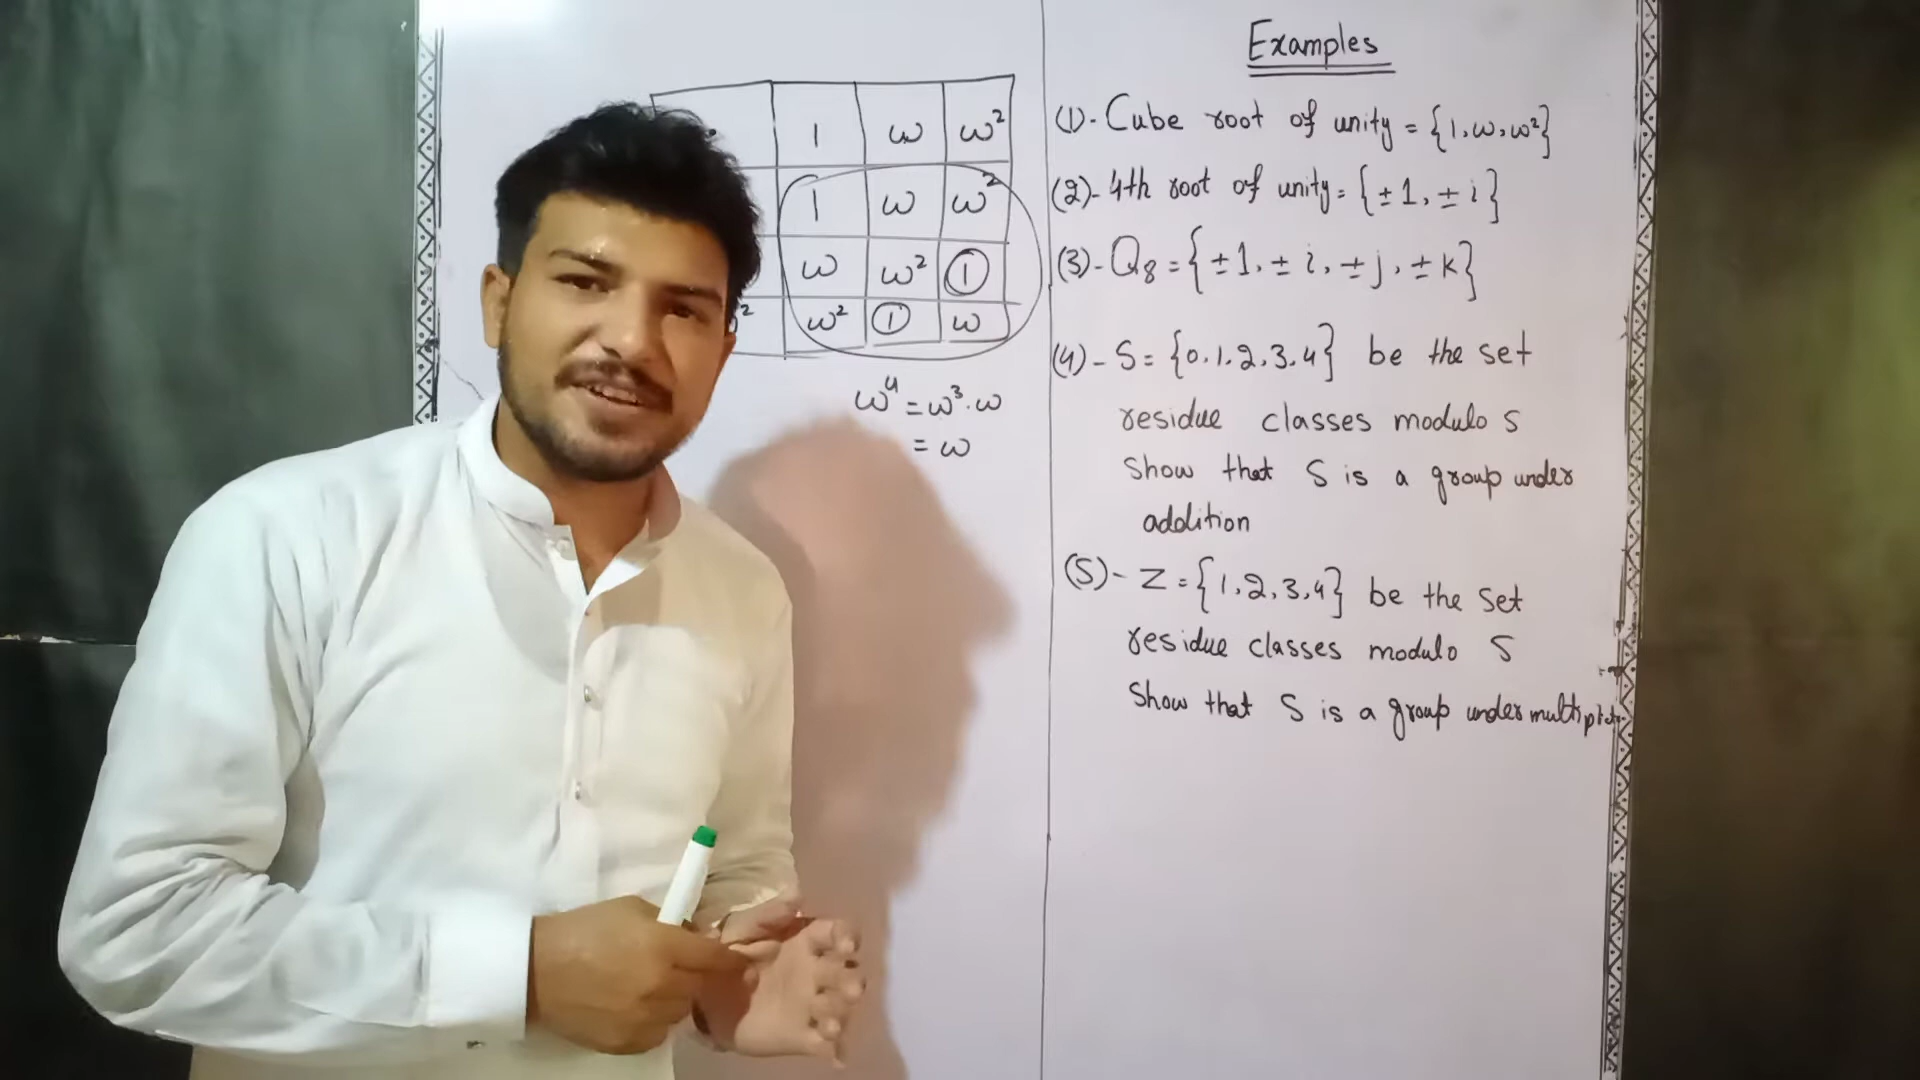 1 ω ω²
1 ω ω²
ω ω² 1
² ω² 1 ω
ω⁴ = ω³.ω
= ω
Examples
(1)- Cube root of unity = {1, ω, ω²}
(2)- 4th root of unity = {±1, ± i}
(3)- Q8 = {±1, ± i, ± j, ± k}
(4)- S = {0, 1, 2, 3, 4} be the set
residue classes modulo 5
Show that S is a group under
addition
(5)- Z = {1, 2, 3, 4} be the set
residue classes modulo 5
Show that S is a group under